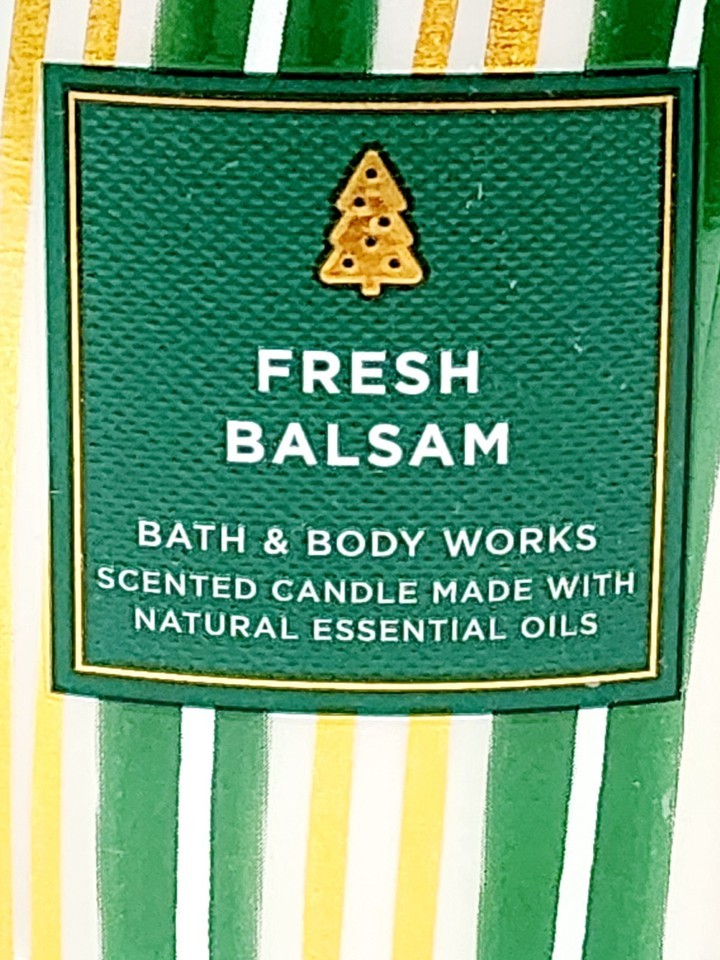 FRESH
BALSAM
BATH & BODY WORKS
SCENTED CANDLE MADE WITH
NATURAL ESSENTIAL OILS